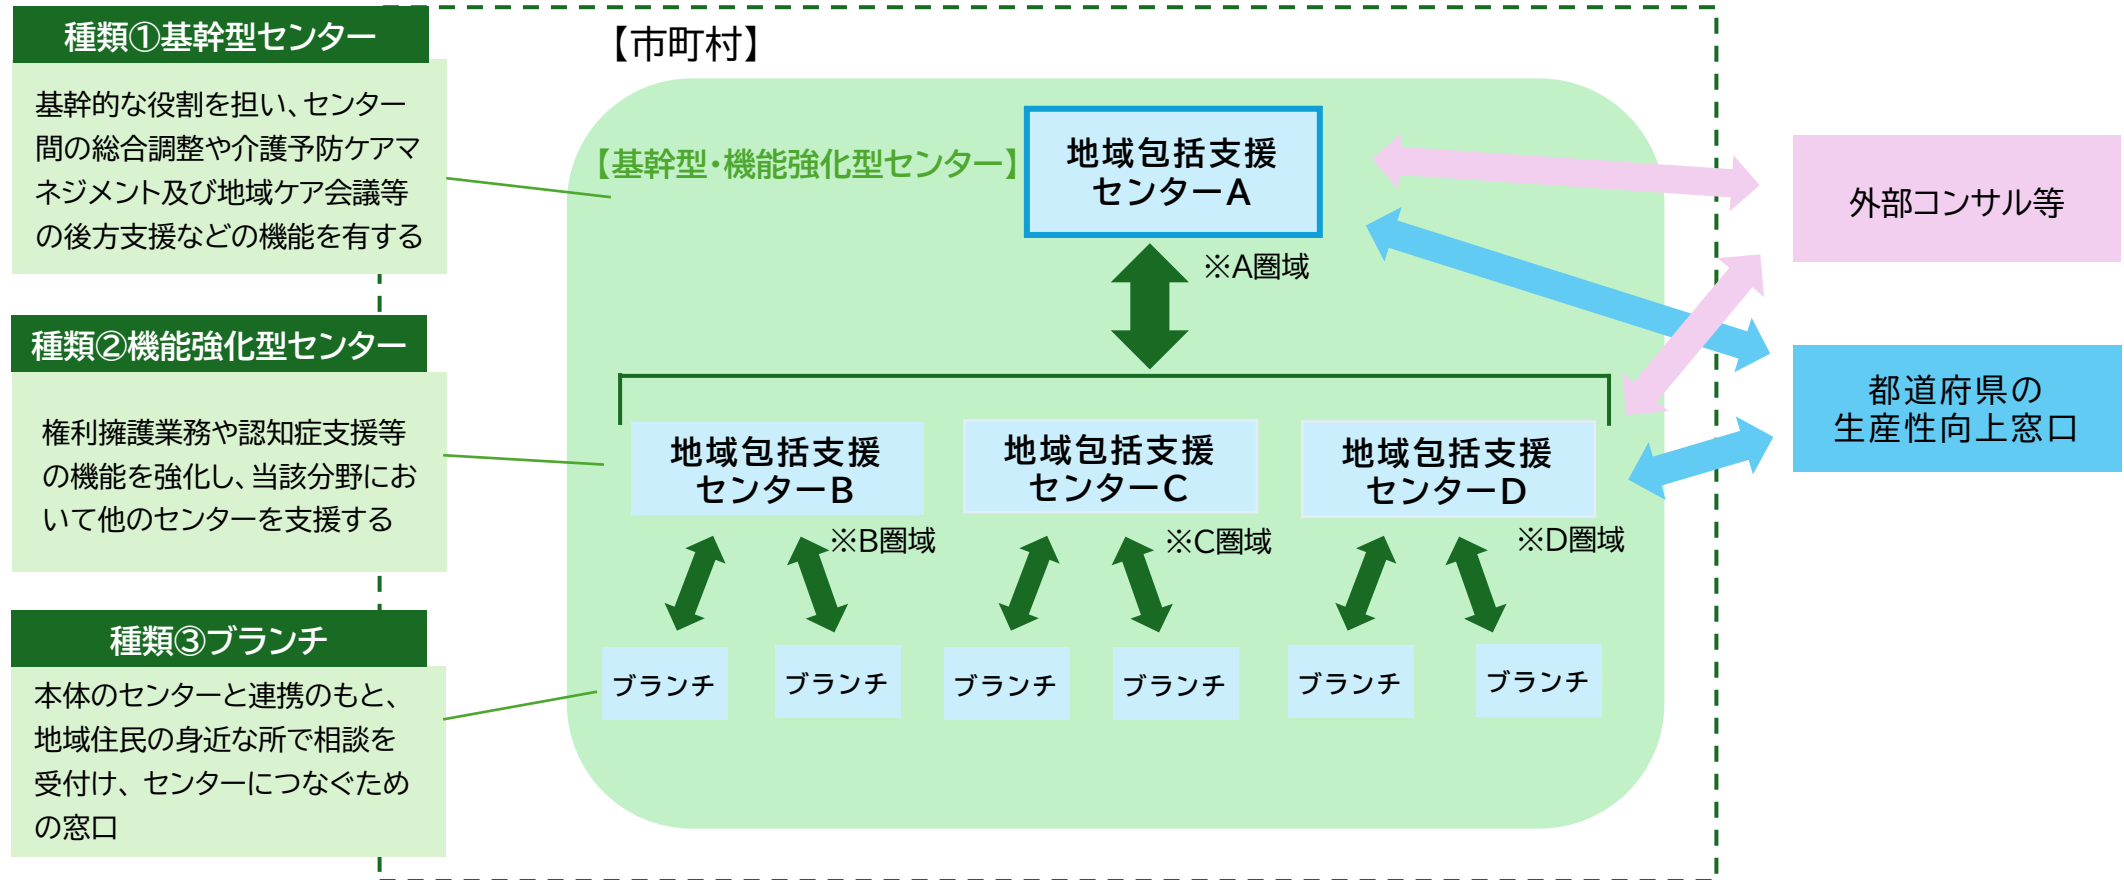 種類①基幹型センター
基幹的な役割を担い、センター
間の総合調整や介護予防ケアマ
ネジメント及び地域ケア会議等
の後方支援などの機能を有する
種類②機能強化型センター
権利擁護業務や認知症支援等
の機能を強化し、当該分野にお
いて他のセンターを支援する
種類③ブランチ
本体のセンターと連携のもと、
地域住民の身近な所で相談を
受付け、センターにつなぐため
の窓口
【市町村】
【基幹型・機能強化型センター】
地域包括支援
センターA
※A圏域
地域包括支援
センターB
※B圏域
地域包括支援
センターC
※C圏域
地域包括支援
センターD
※D圏域
ブランチ
ブランチ
ブランチ
ブランチ
ブランチ
ブランチ
外部コンサル等
都道府県の
生産性向上窓口